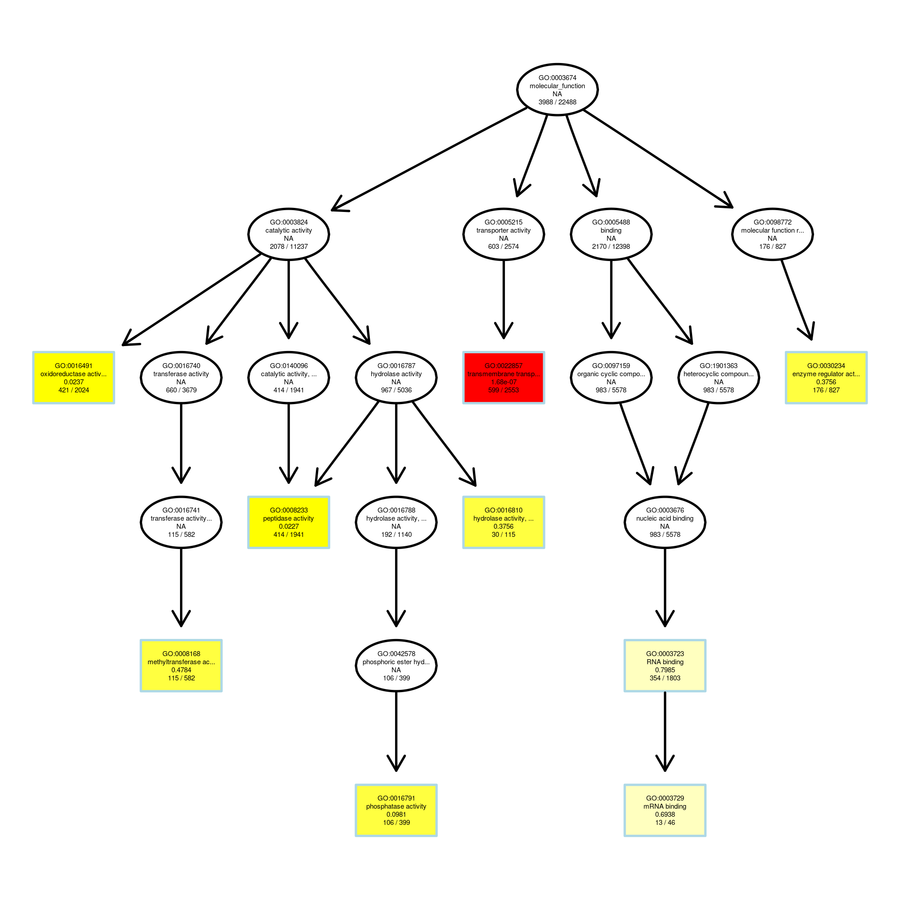 GO:0003674
molecular_function
NA
3988 / 22488
GO:0003824
catalytic activity
NA
2078 / 11237
GO:0005215
transporter activity
NA
603 / 2574
GO:0005488
binding
NA
2170 / 12398
GO:0098772
molecular function r...
NA
176 / 827
GO:0016491
oxidoreductase activ...
0.0237
421 / 2024
GO:0016740
transferase activity
NA
660 / 3679
GO:0140096
catalytic activity, ...
NA
414 / 1941
GO:0016787
hydrolase activity
NA
967 / 5036
GO:0022857
transmembrane transp...
1.68e-07
599 / 2553
GO:0097159
organic cyclic compo...
NA
983 / 5578
GO:1901363
heterocyclic compoun...
NA
983 / 5578
GO:0030234
enzyme regulator act...
0.3756
176 / 827
GO:0016741
transferase activity...
NA
115 / 582
GO:0008233
peptidase activity
0.0227
414 / 1941
GO:0016788
hydrolase activity, ...
NA
192 / 1140
GO:0016810
hydrolase activity, ...
0.3756
30 / 115
GO:0003676
nucleic acid binding
NA
983 / 5578
GO:0008168
methyltransferase ac...
0.4784
115 / 582
GO:0042578
phosphoric ester hyd...
NA
106 / 399
GO:0003723
RNA binding
0.7985
354 / 1803
GO:0016791
phosphatase activity
0.0981
106 / 399
GO:0003729
mRNA binding
0.6938
13 / 46